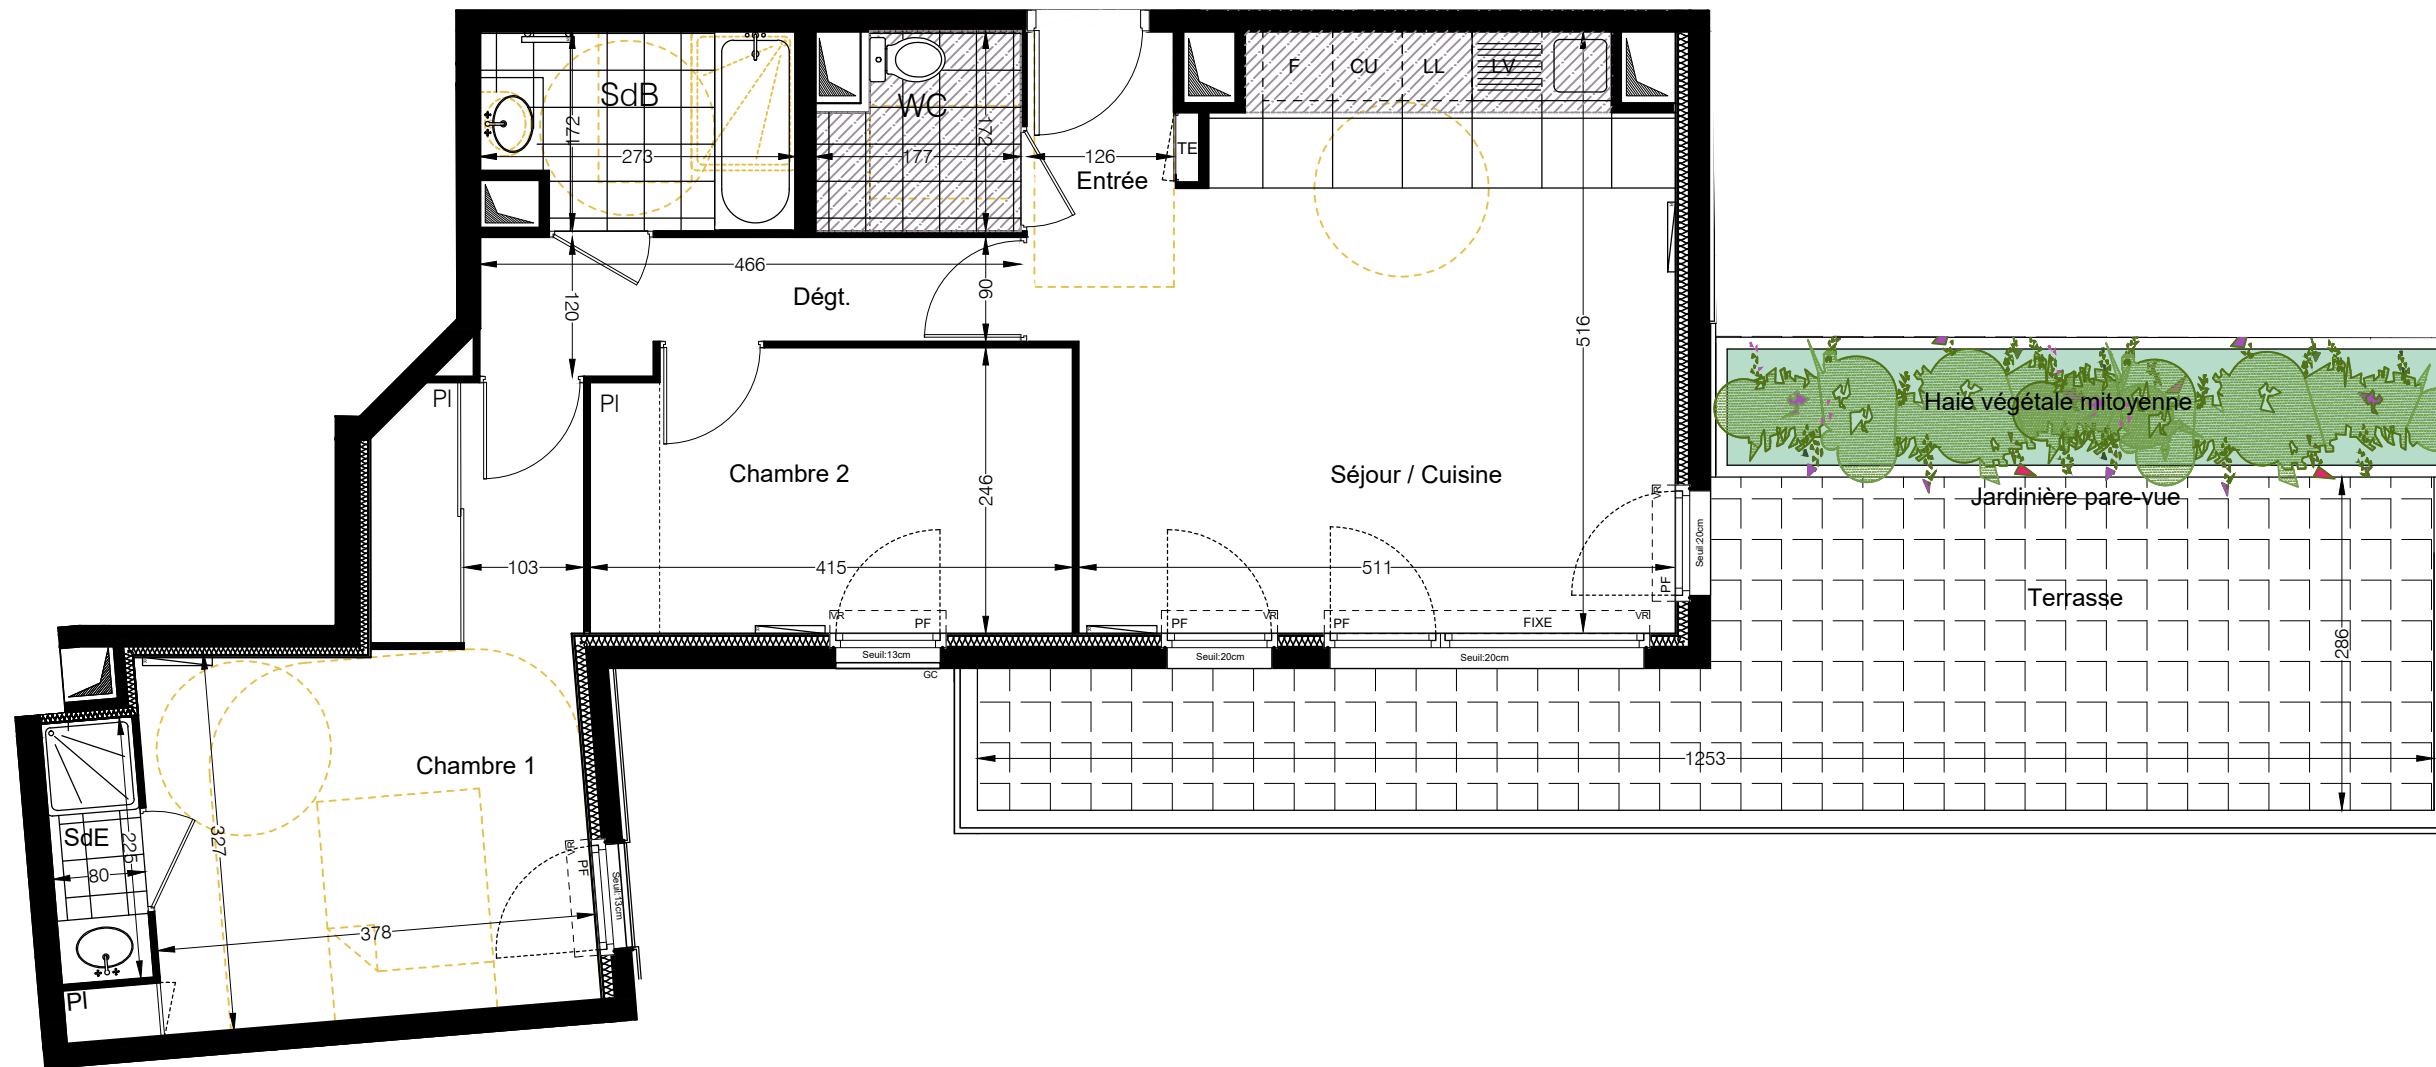 SdB
172
273
WC
172
177
126
Entrée
TE
F
CU
LL
LV
466
Dégt.
90
120
516
Pl
Pl
Haie végétale mitoyenne
Jardinière pare-vue
Chambre 2
246
Séjour / Cuisine
103
415
511
VR
PF
Seuil:20cm
Terrasse
286
VR
PF
PF
VR
PF
FIXE
VR
Seuil:13cm
Seuil:20cm
Seuil:20cm
GC
1253
Chambre 1
SdE
225
80
327
VR
PF
Seuil:13cm
378
Pl